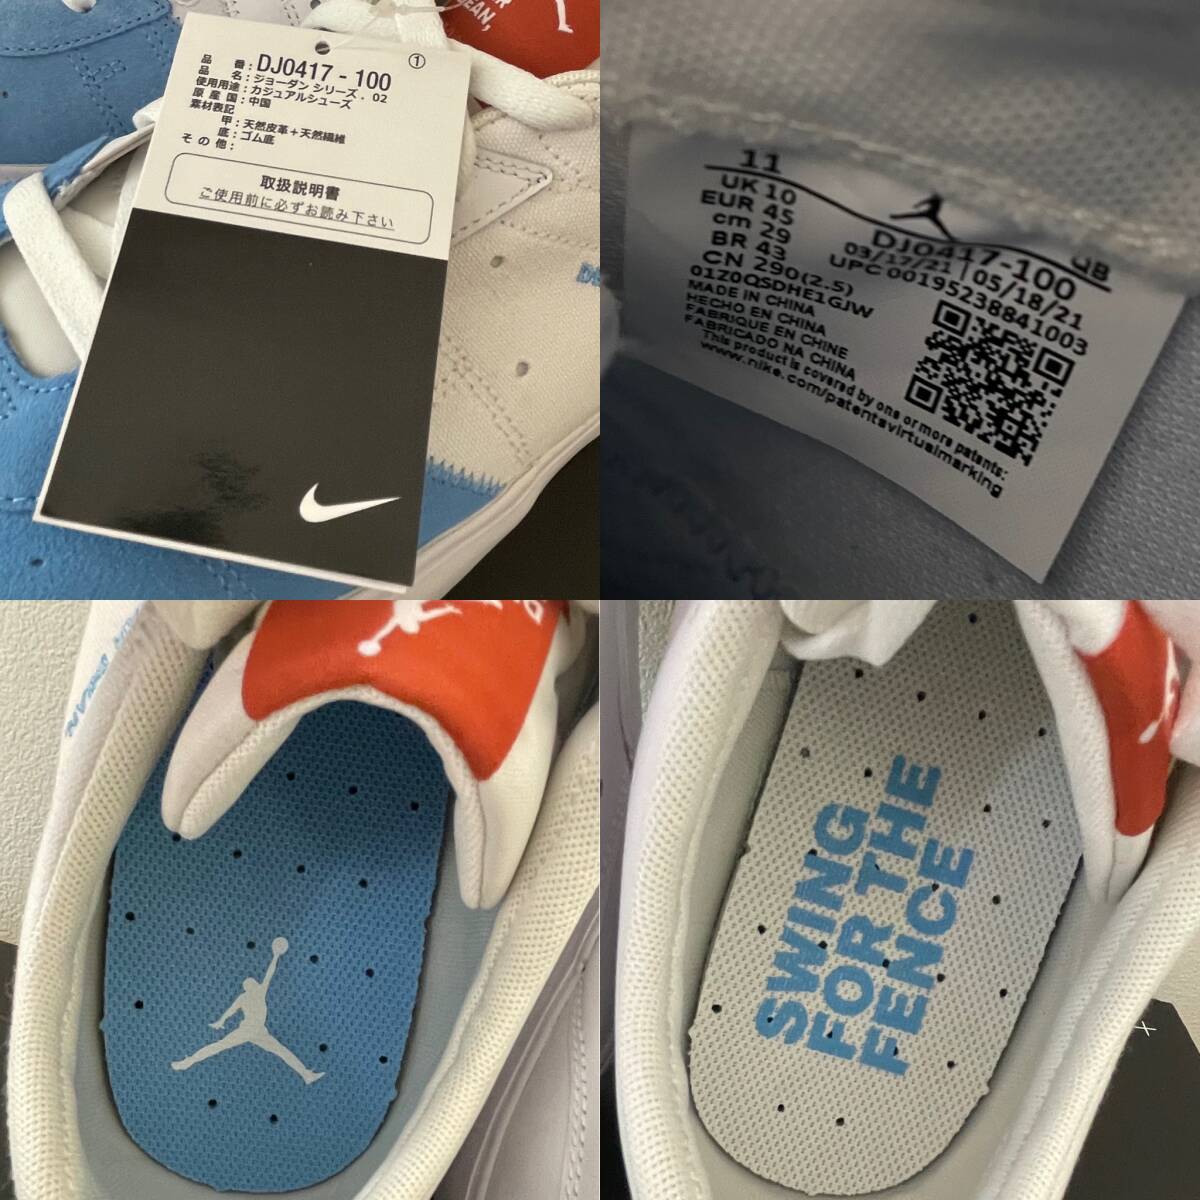 EAN,
①
品 番：DJ0417 - 100
品 名：ジョーダン シリーズ . 02
使用用途：カジュアルシューズ
原 産 国：中国
素材表記
甲：天然皮革＋天然繊維
底：ゴム底
そ の 他：
取扱説明書
ご使用前に必ずお読み下さい
11
UK 10
EUR 45
cm 29
BR 43
CN 290(2.5)
DJ0417-100
QB
03/17/21 | 05/18/21
UPC 00195238841003
01Z0QSDHE1GJW
MADE IN CHINA
HECHO EN CHINA
FABRIQUE EN CHINE
FABRICADO NA CHINA
This product is covered by one or more patents:
www.nike.com/patentsvirtualmarking
SWING
FOR THE
FENCE